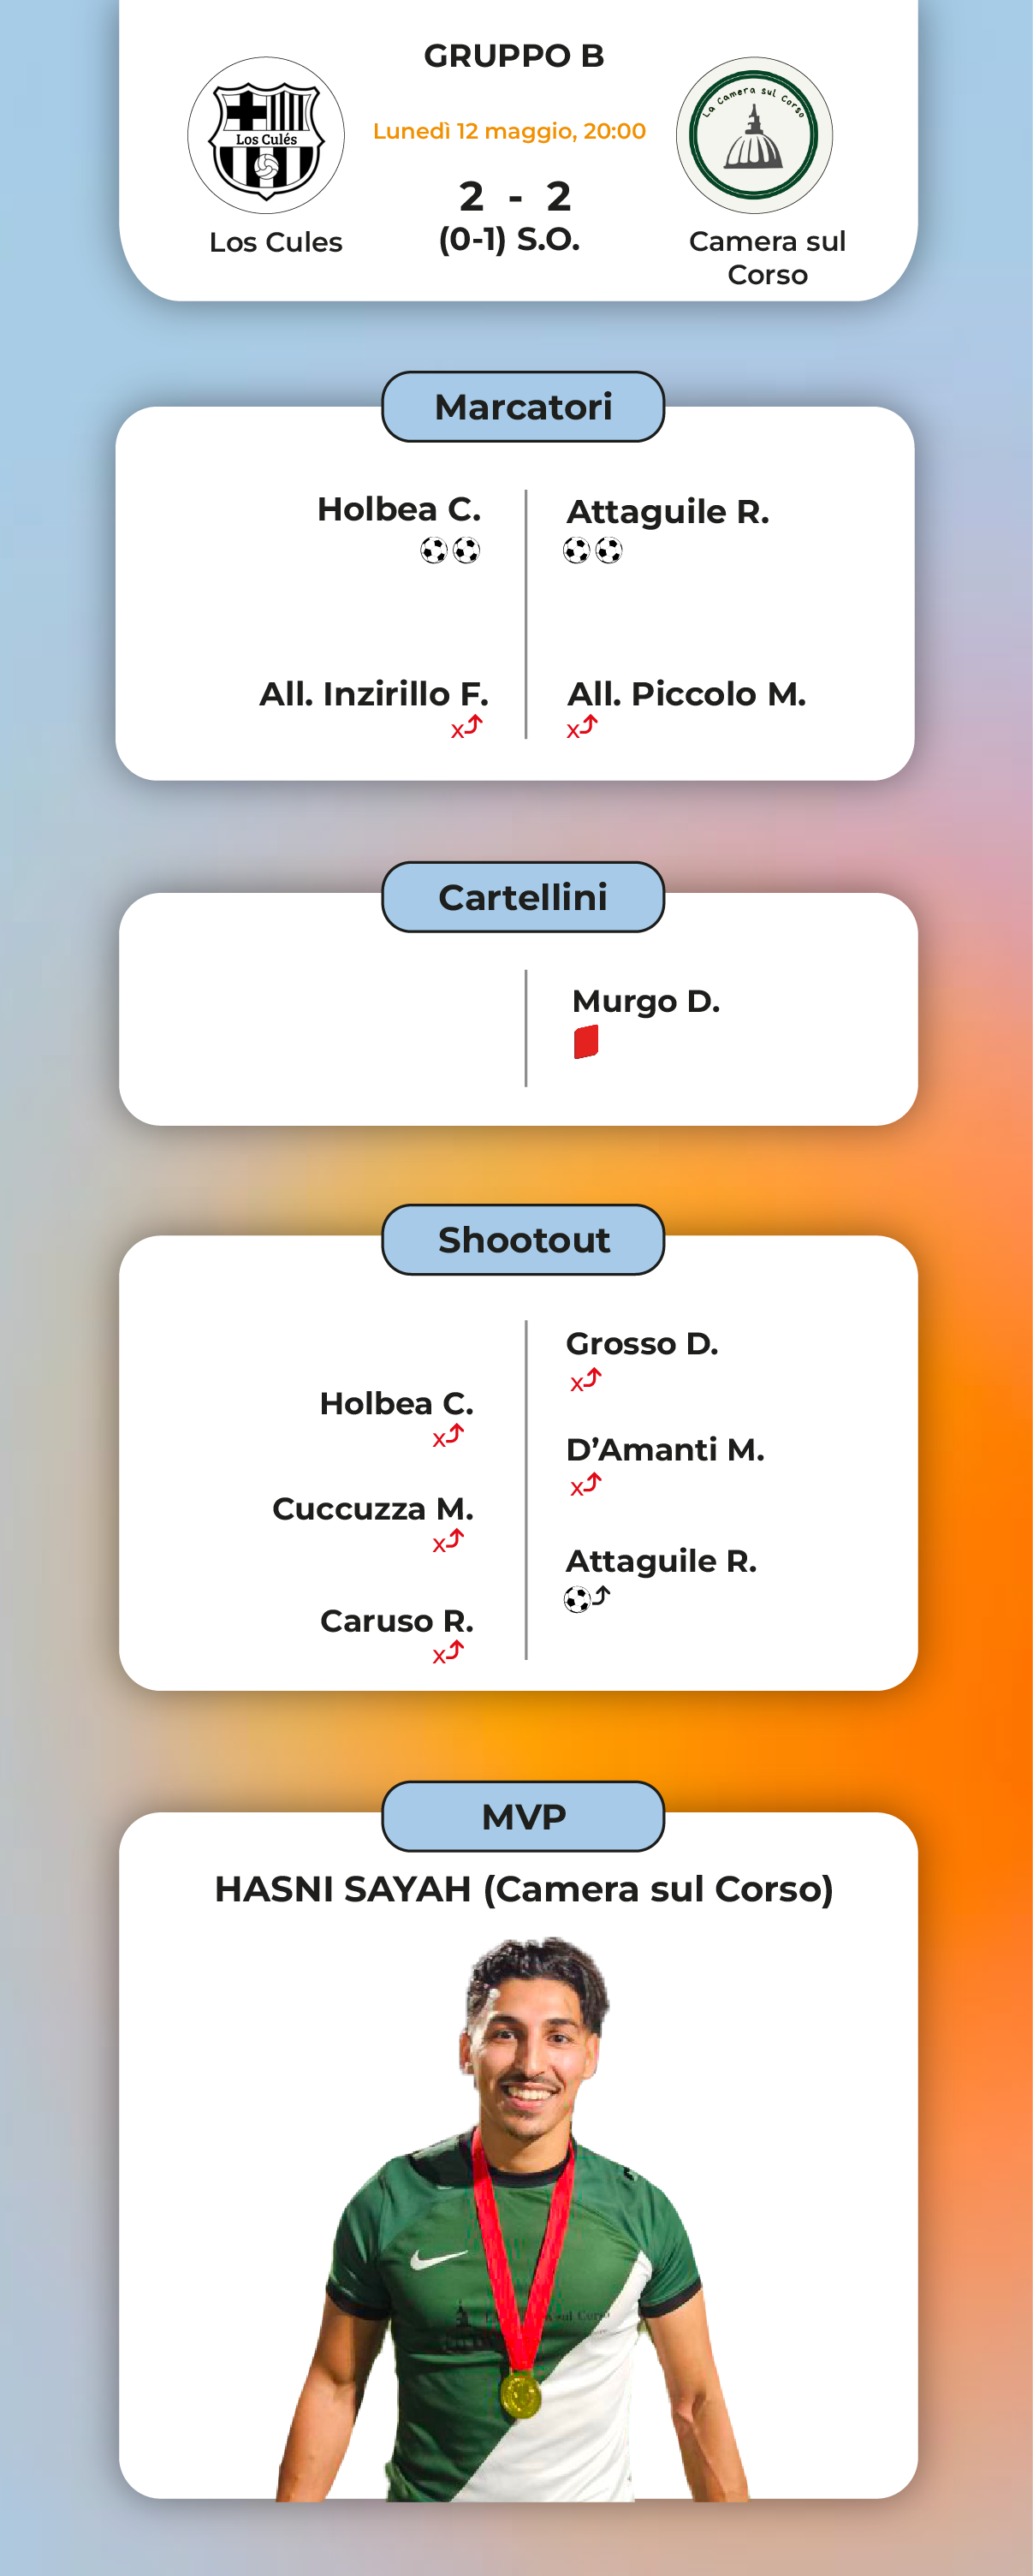 GRUPPO B
Los Culés
La Camera sul Corso
Lunedì 12 maggio, 20:00
2 - 2
(0-1) S.O.
Los Cules
Camera sul
Corso
Marcatori
Holbea C.
Attaguile R.
All. Inzirillo F.
All. Piccolo M.
x
x
Cartellini
Murgo D.
Shootout
Grosso D.
x
Holbea C.
x
D’Amanti M.
x
Cuccuzza M.
x
Attaguile R.
Caruso R.
x
MVP
HASNI SAYAH (Camera sul Corso)
sul Corso